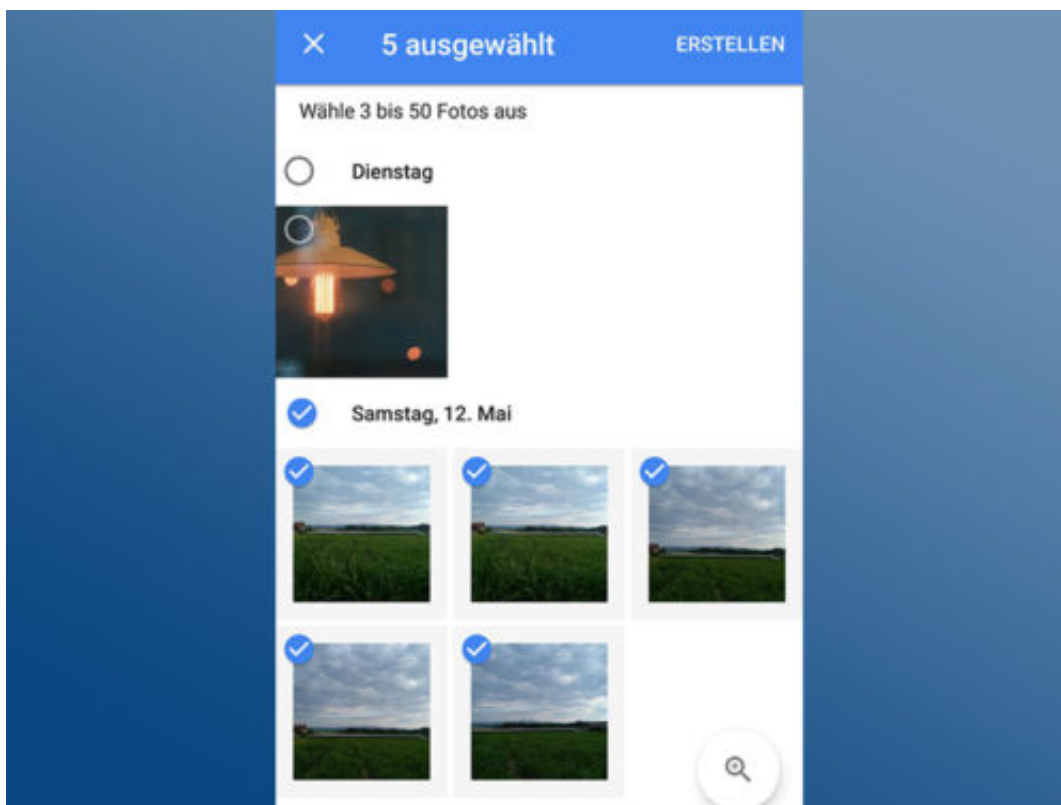 5 ausgewählt
ERSTELLEN
Wähle 3 bis 50 Fotos aus
Dienstag
Samstag, 12. Mai